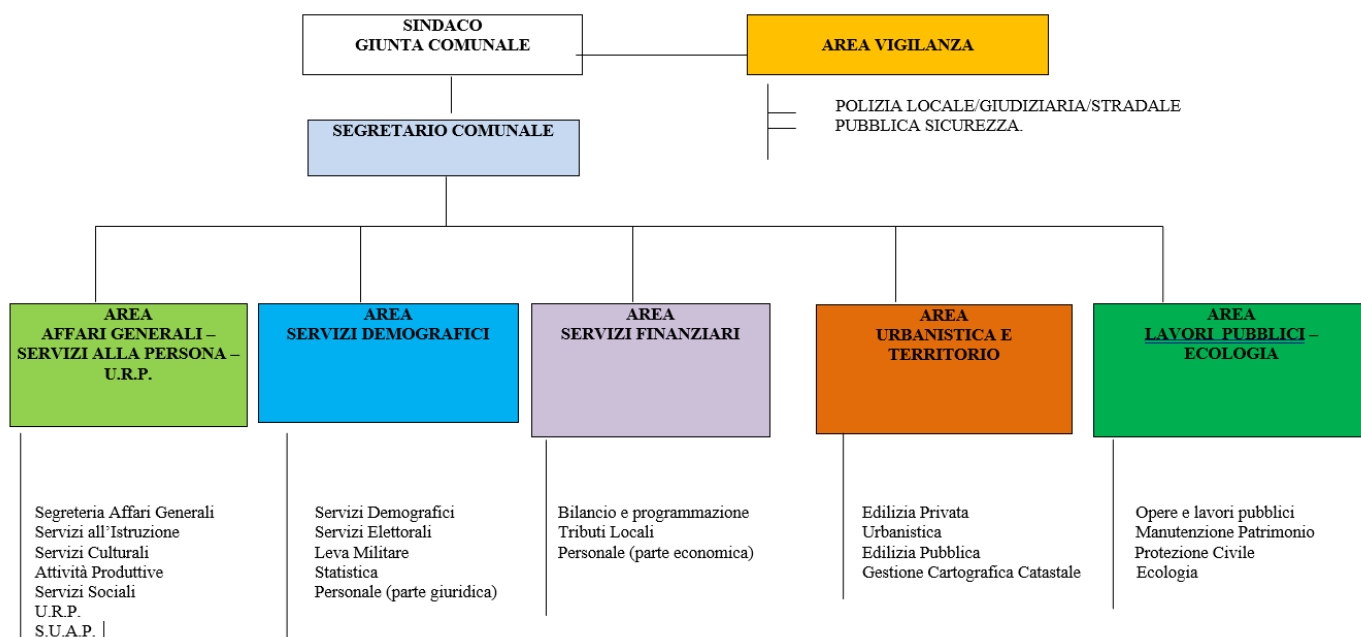 SINDACO
GIUNTA COMUNALE
AREA VIGILANZA
POLIZIA LOCALE/GIUDIZIARIA/STRADALE
PUBBLICA SICUREZZA.
SEGRETARIO COMUNALE
AREA
AFFARI GENERALI –
SERVIZI ALLA PERSONA –
U.R.P.
AREA
SERVIZI DEMOGRAFICI
AREA
SERVIZI FINANZIARI
AREA
URBANISTICA E
TERRITORIO
AREA
LAVORI PUBBLICI –
ECOLOGIA
Segreteria Affari Generali
Servizi all’Istruzione
Servizi Culturali
Attività Produttive
Servizi Sociali
U.R.P.
S.U.A.P.
Servizi Demografici
Servizi Elettorali
Leva Militare
Statistica
Personale (parte giuridica)
Bilancio e programmazione
Tributi Locali
Personale (parte economica)
Edilizia Privata
Urbanistica
Edilizia Pubblica
Gestione Cartografica Catastale
Opere e lavori pubblici
Manutenzione Patrimonio
Protezione Civile
Ecologia